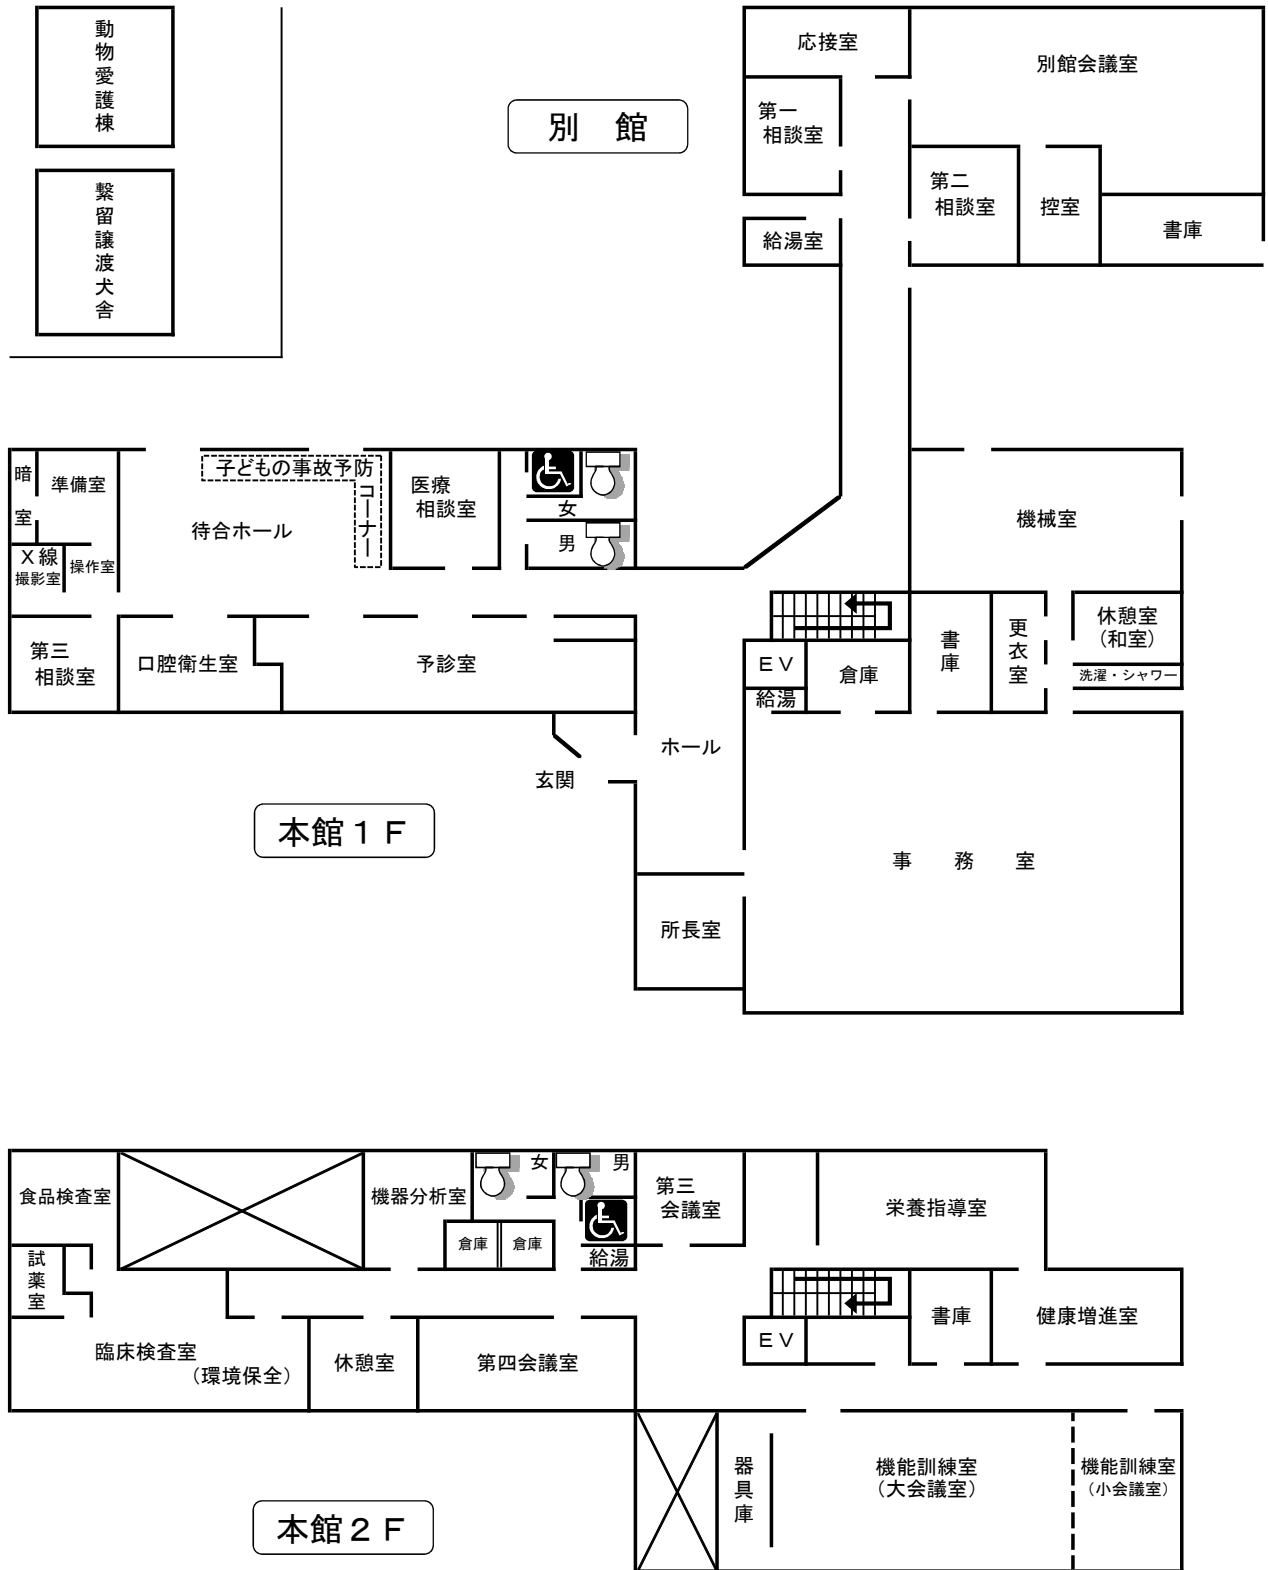 動物愛護棟
繋留譲渡犬舎
別　館
応接室
別館会議室
第一
相談室
第二
相談室
控室
書庫
給湯室
暗室
準備室
子どもの事故予防
コーナー
医療
相談室
女
男
待合ホール
Ｘ線
撮影室
操作室
機械室
第三
相談室
口腔衛生室
予診室
ＥＶ
給湯
倉庫
書庫
更衣室
休憩室
（和室）
洗濯・シャワー
ホール
玄関
本館１Ｆ
事　務　室
所長室
食品検査室
機器分析室
女
男
第三
会議室
栄養指導室
倉庫
倉庫
給湯
試薬室
臨床検査室
（環境保全）
休憩室
第四会議室
ＥＶ
書庫
健康増進室
器具庫
機能訓練室
（大会議室）
機能訓練室
（小会議室）
本館２Ｆ